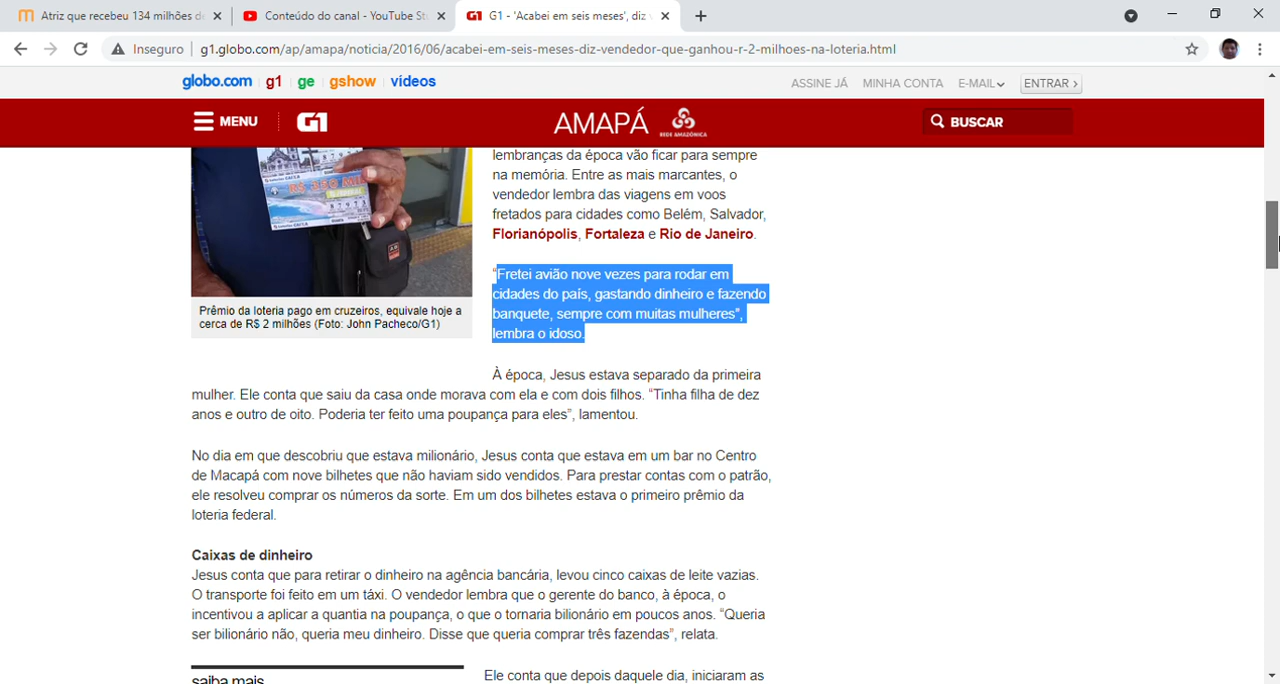 Atriz que recebeu 134 milhões de
Conteúdo do canal - YouTube St
G1 - 'Acabei em seis meses', diz v
Inseguro
g1.globo.com/ap/amapa/noticia/2016/06/acabei-em-seis-meses-diz-vendedor-que-ganhou-r-2-milhoes-na-loteria.html
globo.com g1 ge gshow vídeos
ASSINE JÁ MINHA CONTA E-MAIL ENTRAR ›
MENU G1 AMAPÁ REDE AMAZÔNICA BUSCAR
R$ 250 MIL
lembranças da época vão ficar para sempre
na memória. Entre as mais marcantes, o
vendedor lembra das viagens em voos
fretados para cidades como Belém, Salvador,
Florianópolis, Fortaleza e Rio de Janeiro.
“Fretei avião nove vezes para rodar em
cidades do país, gastando dinheiro e fazendo
banquete, sempre com muitas mulheres”,
lembra o idoso.
Prêmio da loteria pago em cruzeiros, equivale hoje a
cerca de R$ 2 milhões (Foto: John Pacheco/G1)
À época, Jesus estava separado da primeira
mulher. Ele conta que saiu da casa onde morava com ela e com dois filhos. “Tinha filha de dez
anos e outro de oito. Poderia ter feito uma poupança para eles”, lamentou.
No dia em que descobriu que estava milionário, Jesus conta que estava em um bar no Centro
de Macapá com nove bilhetes que não haviam sido vendidos. Para prestar contas com o patrão,
ele resolveu comprar os números da sorte. Em um dos bilhetes estava o primeiro prêmio da
loteria federal.
Caixas de dinheiro
Jesus conta que para retirar o dinheiro na agência bancária, levou cinco caixas de leite vazias.
O transporte foi feito em um táxi. O vendedor lembra que o gerente do banco, à época, o
incentivou a aplicar a quantia na poupança, o que o tornaria bilionário em poucos anos. “Queria
ser bilionário não, queria meu dinheiro. Disse que queria comprar três fazendas”, relata.
saiba mais
Ele conta que depois daquele dia, iniciaram as